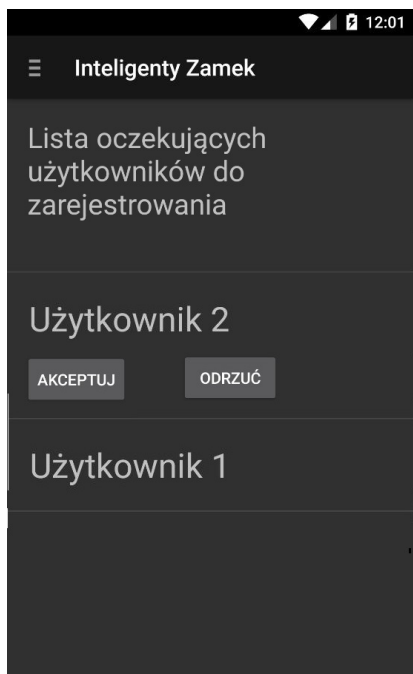 12:01
Inteligenty Zamek
Lista oczekujących
użytkowników do
zarejestrowania
Użytkownik 2
AKCEPTUJ ODRZUĆ
Użytkownik 1